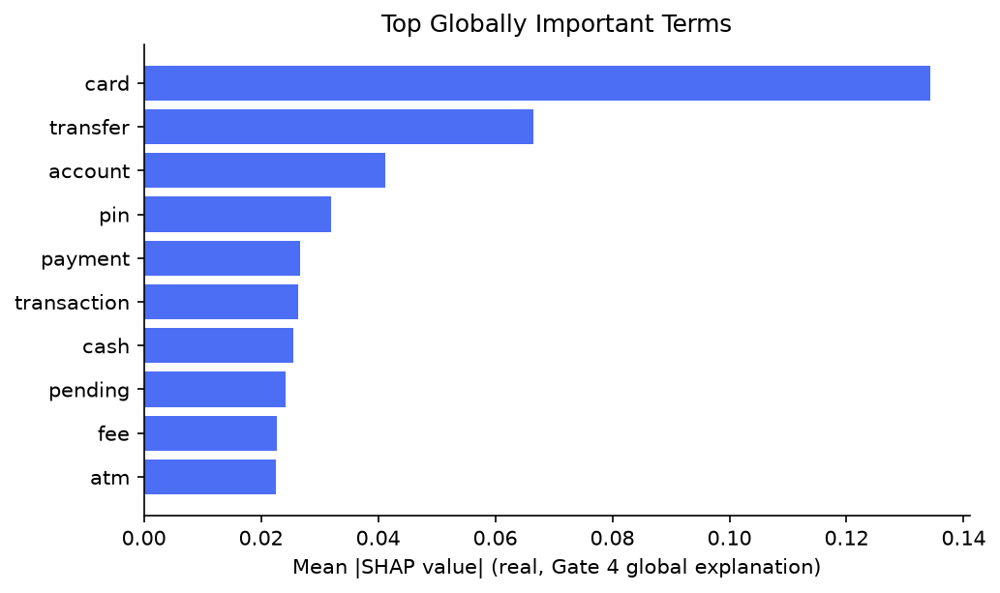 Top Globally Important Terms
card
transfer
account
pin
payment
transaction
cash
pending
fee
atm
0.00 0.02 0.04 0.06 0.08 0.10 0.12 0.14
Mean |SHAP value| (real, Gate 4 global explanation)